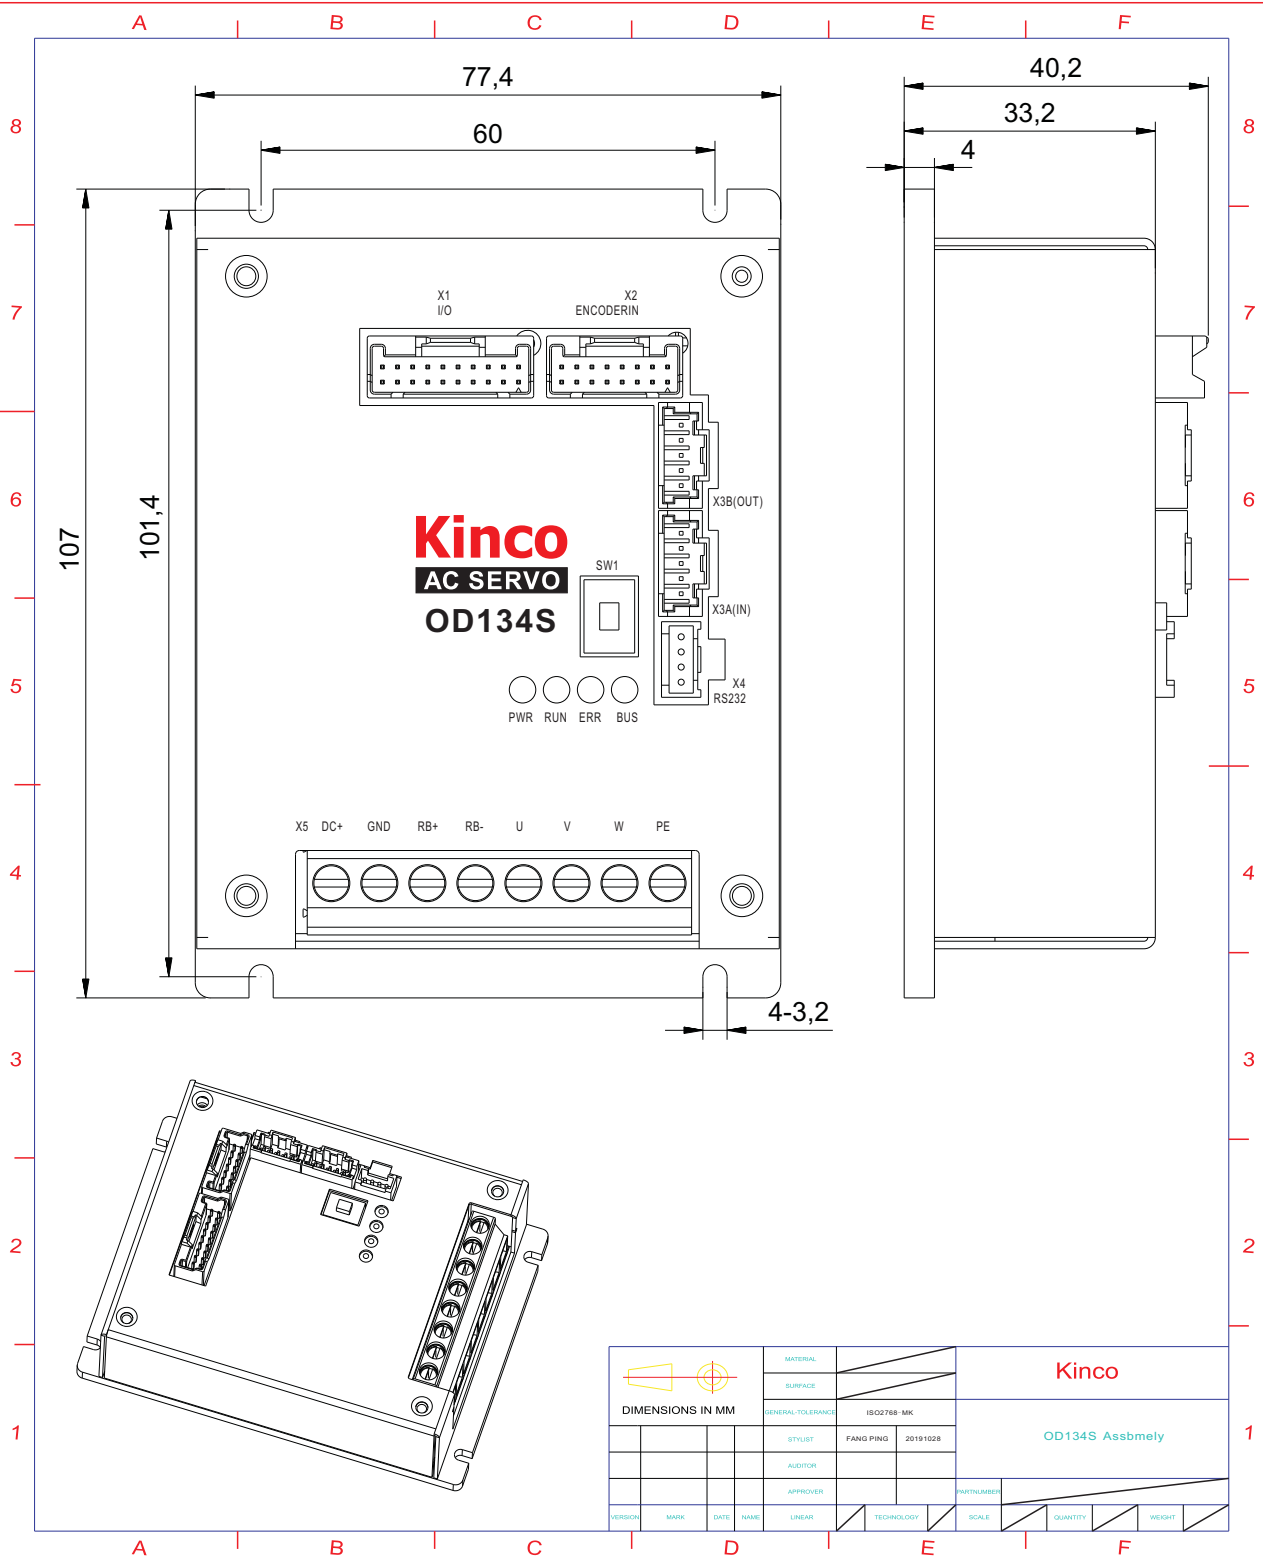 A B C D E F
77,4
40,2
60
33,2
8 8
4
X1 X2
I/O ENCODERIN
7 7
6 6
101,4
107
X3B(OUT)
Kinco
AC SERVO
OD134S
SW1
X3A(IN)
5 5
X4
RS232
PWR RUN ERR BUS
X5 DC+ GND RB+ RB- U V W PE
4 4
4-3,2
3 3
2 2
1 1
MATERIAL
SURFACE
Kinco
DIMENSIONS IN MM
GENERAL-TOLERANCE ISO2768-MK
STYLIST FANG PING 20191028
OD134S Assbmely
AUDITOR
APPROVER
PARTNUMBER
VERSION MARK DATE NAME LINEAR TECHNOLOGY SCALE QUANTITY WEIGHT
A B C D E F